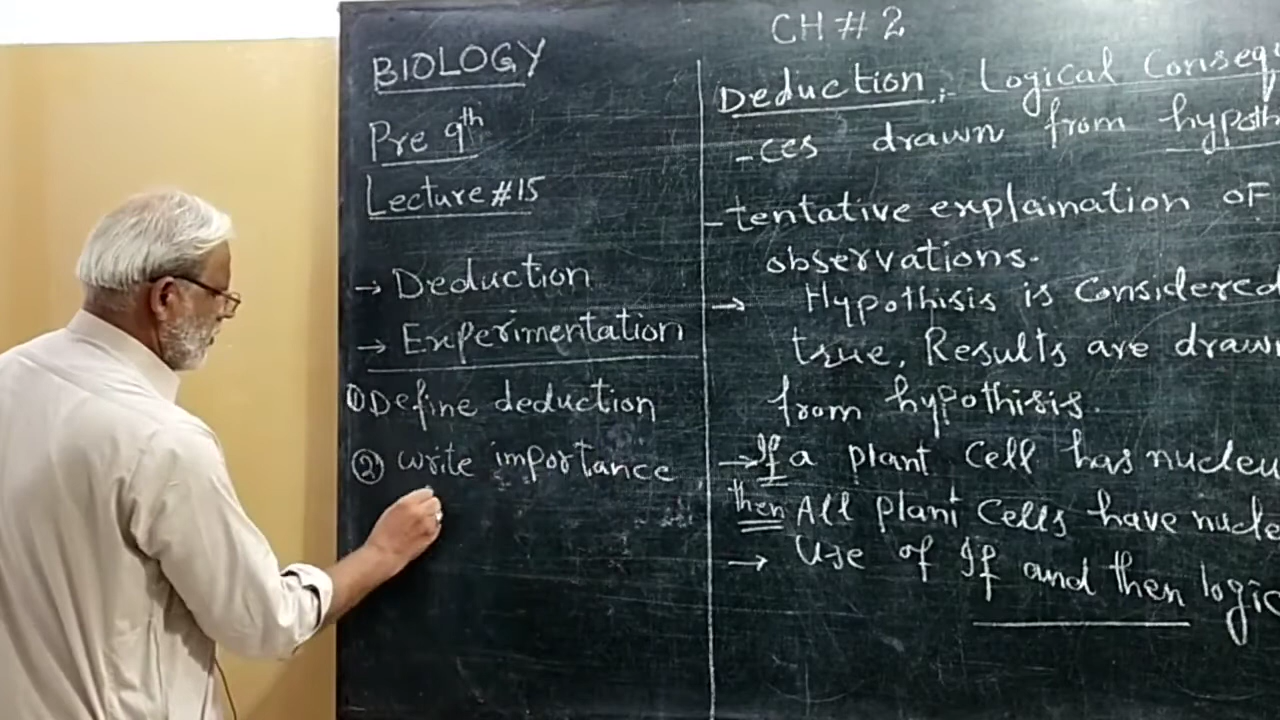 CH # 2
BIOLOGY
Pre 9th
Lecture #15
→ Deduction
→ Experimentation
① Define deduction
② write importance
Deduction :- Logical Conseq
-ces drawn from hypoth
-tentative explaination of
observations.
→ Hypothisis is Considered
true, Results are drawn
from hypothisis.
→ If a plant Cell has nucleu
then All plant Cells have nucle
→ Use of If and then logic